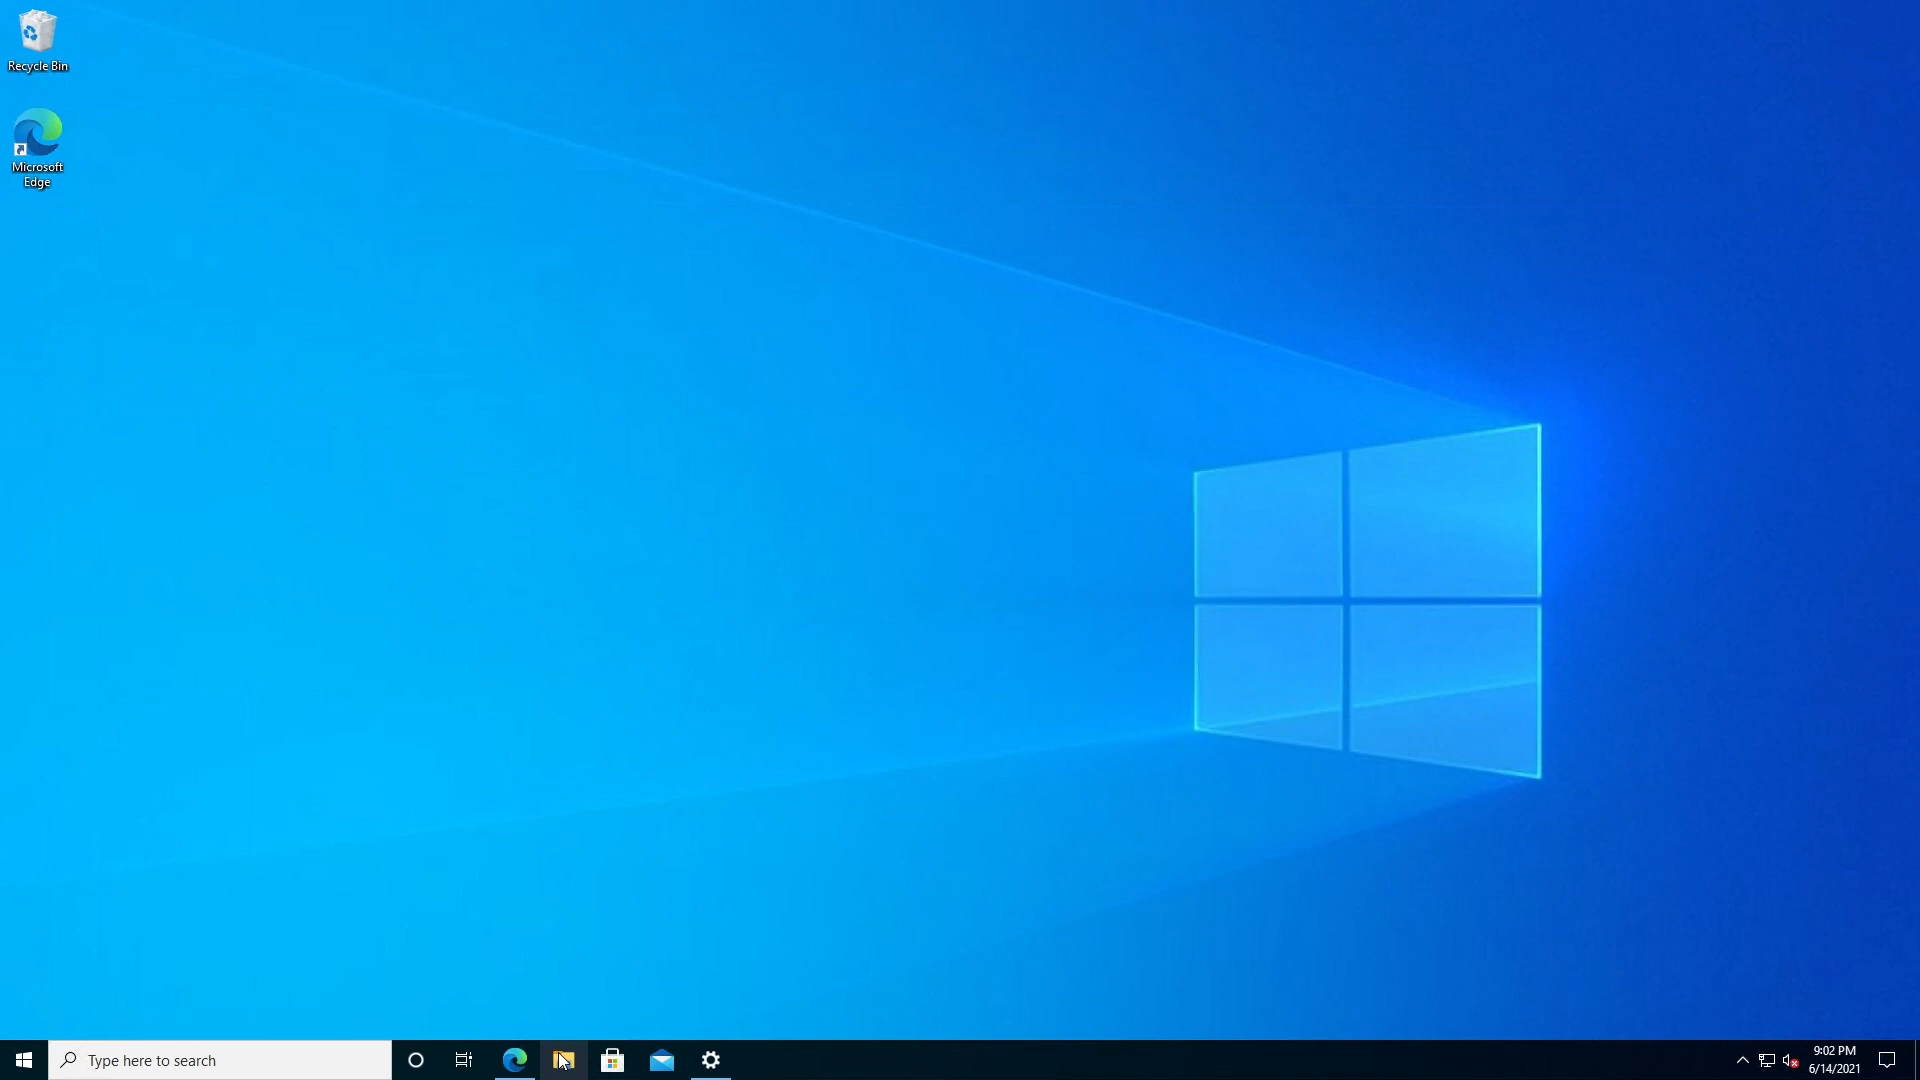 Recycle Bin
Microsoft
Edge
Type here to search
9:02 PM
6/14/2021